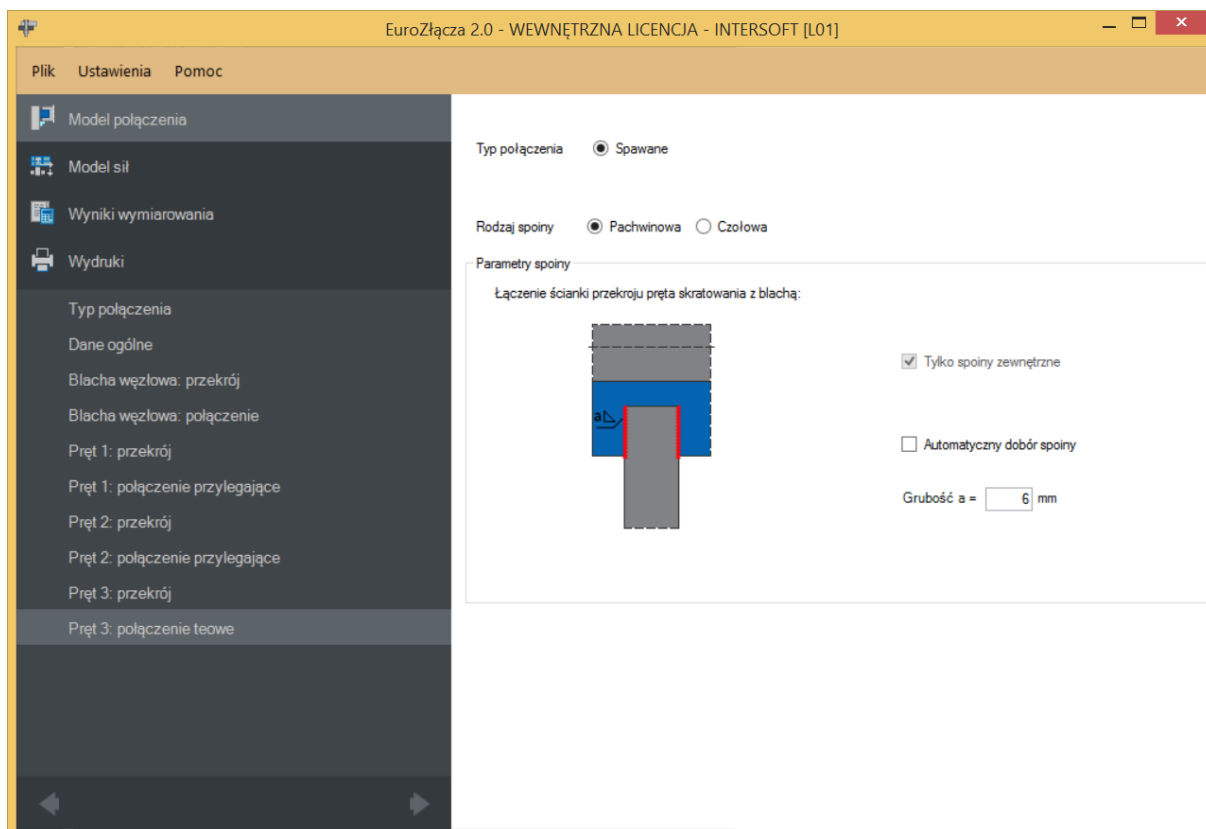 EuroZłącza 2.0 - WEWNĘTRZNA LICENCJA - INTERSOFT [L01]
Plik Ustawienia Pomoc
Model połączenia
Model sił
Wyniki wymiarowania
Wydruki
Typ połączenia
Dane ogólne
Blacha węzłowa: przekrój
Blacha węzłowa: połączenie
Pręt 1: przekrój
Pręt 1: połączenie przylegające
Pręt 2: przekrój
Pręt 2: połączenie przylegające
Pręt 3: przekrój
Pręt 3: połączenie teowe
Typ połączenia Spawane
Rodzaj spoiny Pachwinowa Czołowa
Parametry spoiny
Łączenie ścianki przekroju pręta skratowania z blachą:
a
Tylko spoiny zewnętrzne
Automatyczny dobór spoiny
Grubość a = 6 mm